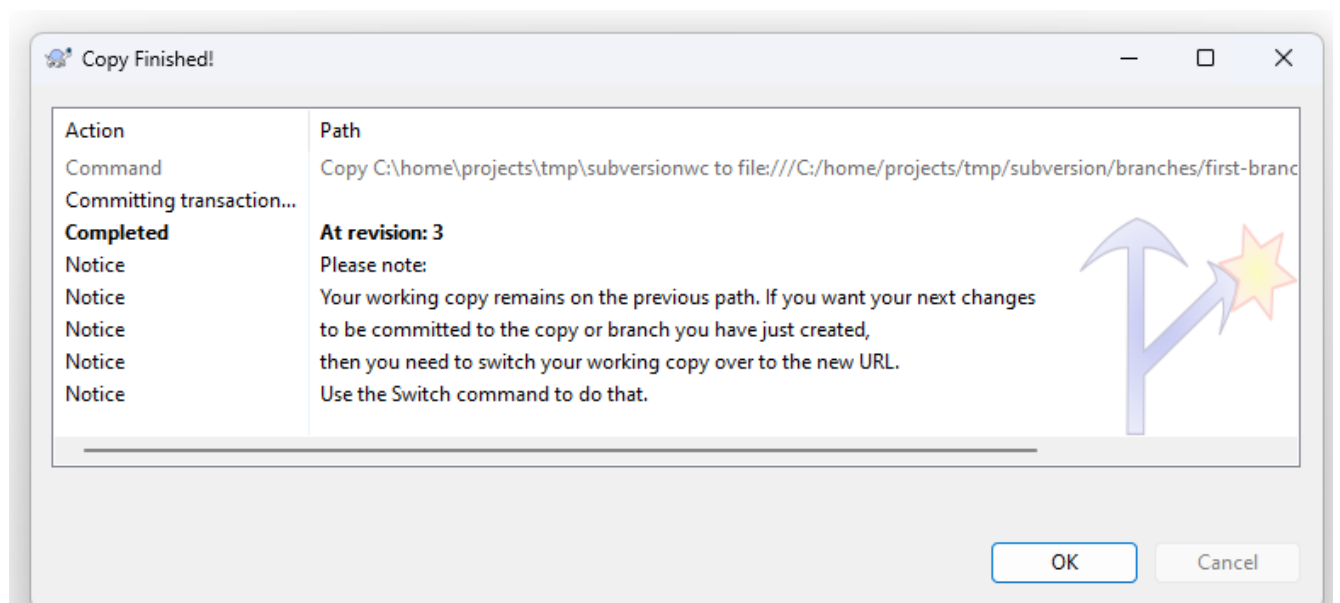 Copy Finished!
Action Path
Command Copy C:\home\projects\tmp\subversionwc to file:///C:/home/projects/tmp/subversion/branches/first-branc
Committing transaction...
Completed At revision: 3
Notice Please note:
Notice Your working copy remains on the previous path. If you want your next changes
Notice to be committed to the copy or branch you have just created,
Notice then you need to switch your working copy over to the new URL.
Notice Use the Switch command to do that.
OK Cancel